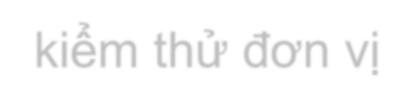 kiểm thử đơn vị